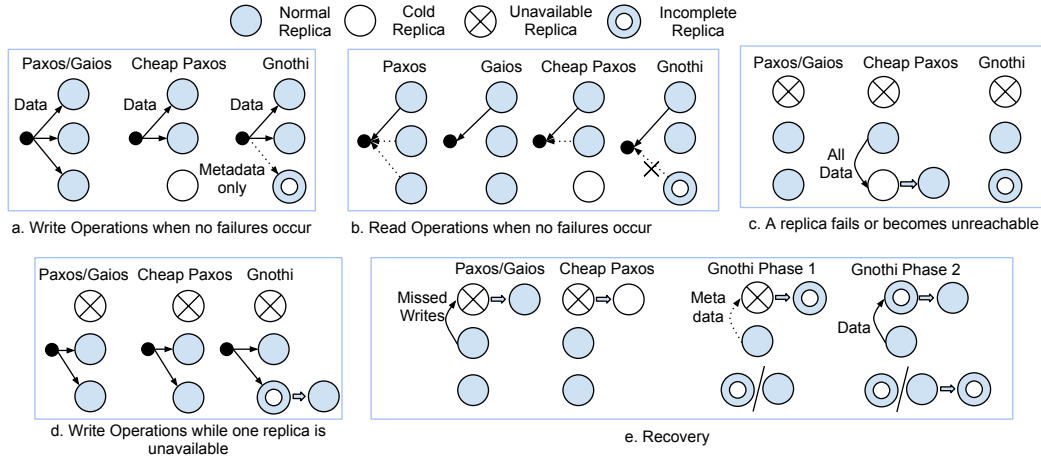 Normal Replica
Cold Replica
Unavailable Replica
Incomplete Replica
Paxos/Gaios Cheap Paxos Gnothi
Data Data Data
Metadata only
a. Write Operations when no failures occur
Paxos Gaios Cheap Paxos Gnothi
b. Read Operations when no failures occur
Paxos/Gaios Cheap Paxos Gnothi
All Data
c. A replica fails or becomes unreachable
Paxos/Gaios Cheap Paxos Gnothi
d. Write Operations while one replica is
unavailable
Paxos/Gaios Cheap Paxos Gnothi Phase 1 Gnothi Phase 2
Missed Writes
Meta data
Data
e. Recovery